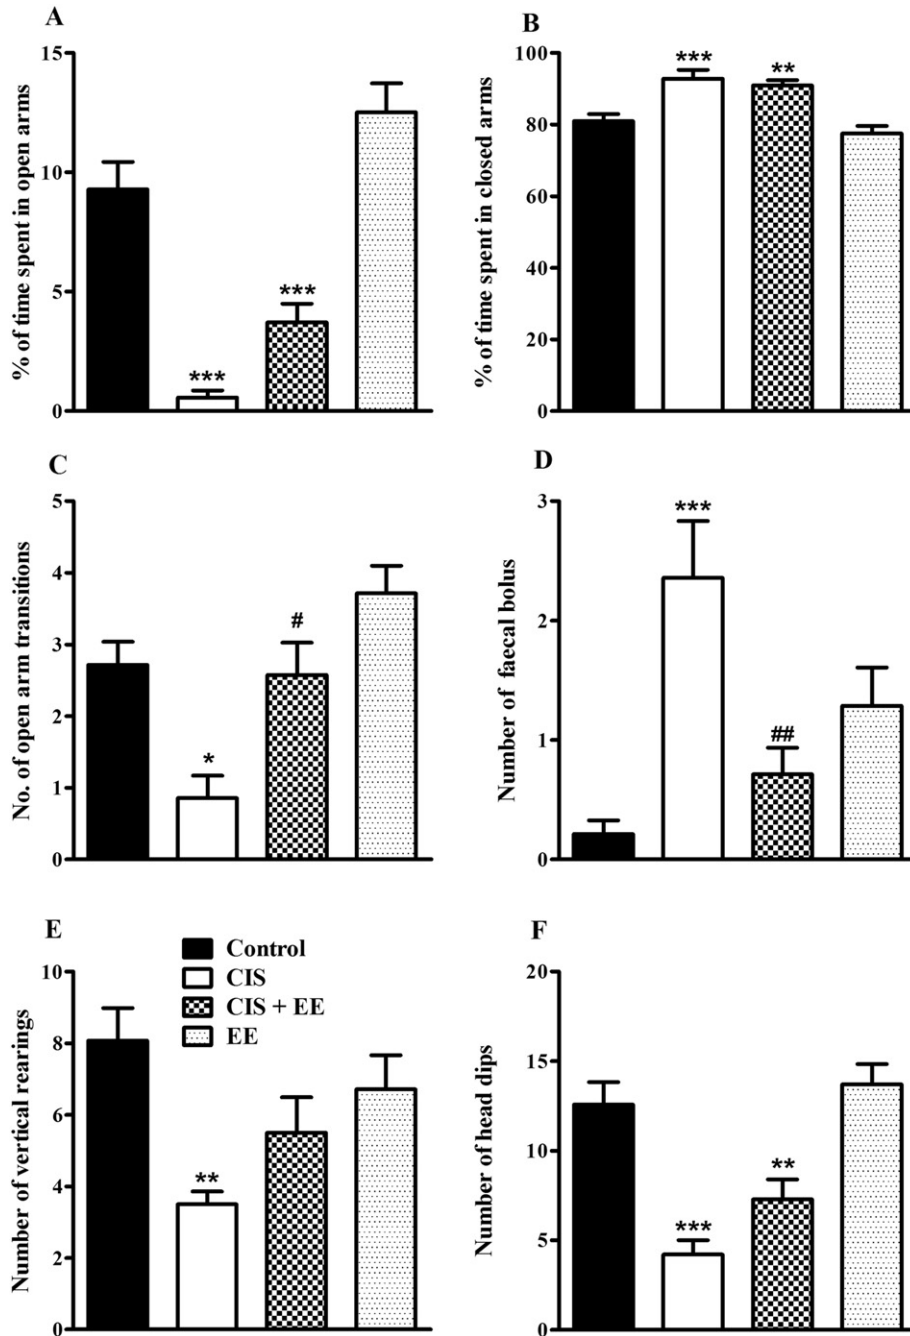 A
% of time spent in open arms
15
10
5
0
***
***
B
% of time spent in closed arms
100
80
60
40
20
0
***
**
C
No. of open arm transitions
5
4
3
2
1
0
*
#
D
Number of faecal bolus
3
2
1
0
***
##
E
Number of vertical rearings
10
8
6
4
2
0
**
Control
CIS
CIS + EE
EE
F
Number of head dips
20
15
10
5
0
***
**